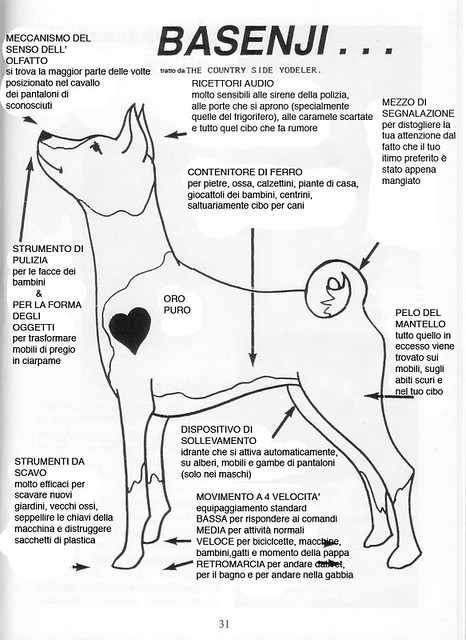 BASENJI . . .
tratto da THE COUNTRY SIDE YODELER.
MECCANISMO DEL
SENSO DELL'
OLFATTO
si trova la maggior parte delle volte
posizionato nel cavallo
dei pantaloni di
sconosciuti
RICETTORI AUDIO
molto sensibili alle sirene della polizia,
alle porte che si aprono (specialmente
quelle del frigorifero), alle caramele scartate
e tutto quel cibo che fa rumore
MEZZO DI
SEGNALAZIONE
per distogliere la
tua attenzione dal
fatto che il tuo
itimo preferito è
stato appena
mangiato
CONTENITORE DI FERRO
per pietre, ossa, calzettini, piante di casa,
giocattoli dei bambini, centrini,
saltuariamente cibo per cani
STRUMENTO DI
PULIZIA
per le facce dei
bambini
&
PER LA FORMA
DEGLI
OGGETTI
per trasformare
mobili di pregio
in ciarpame
ORO
PURO
PELO DEL
MANTELLO
tutto quello in
eccesso viene
trovato sui
mobili, sugli
abiti scuri e
nel tuo cibo
DISPOSITIVO DI
SOLLEVAMENTO
idrante che si attiva automaticamente,
su alberi, mobili e gambe di pantaloni
(solo nei maschi)
STRUMENTI DA
SCAVO
molto efficaci per
scavare nuovi
giardini, vecchi ossi,
seppellire le chiavi della
macchina e distruggere
sacchetti di plastica
MOVIMENTO A 4 VELOCITA'
equipaggiamento standard
BASSA per rispondere ai comandi
MEDIA per attività normali
VELOCE per biciclcette, macchine,
bambini,gatti e momento della pappa
RETROMARCIA per andare dal vet,
per il bagno e per andare nella gabbia
31